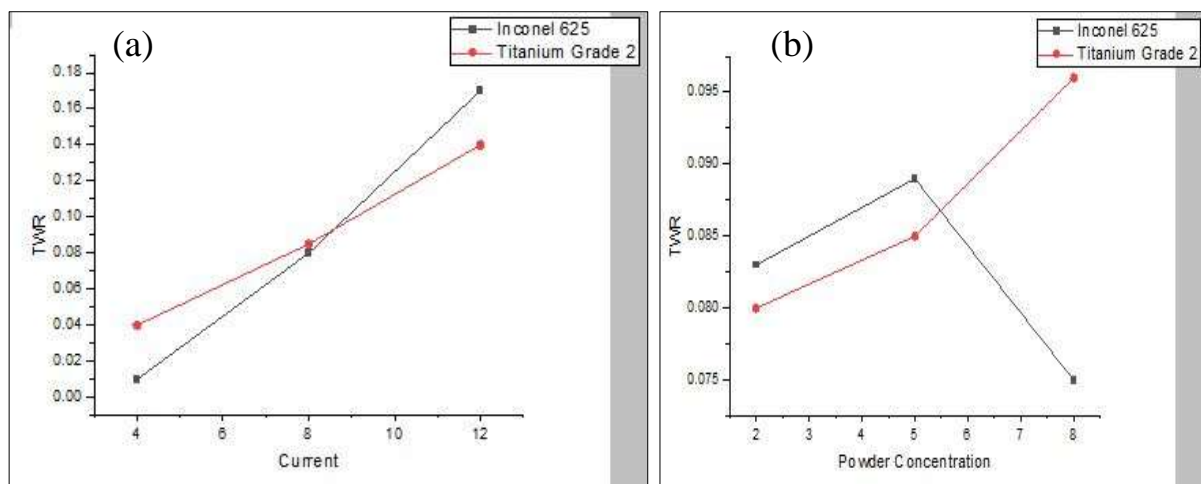 (a)
Inconel 625
Titanium Grade 2
0.18
0.16
0.14
0.12
0.10
0.08
0.06
0.04
0.02
0.00
TWR
4
6
8
10
12
Current
(b)
Inconel 625
Titanium Grade 2
0.095
0.090
0.085
0.080
0.075
TWR
2
3
4
5
6
7
8
Powder Concentration